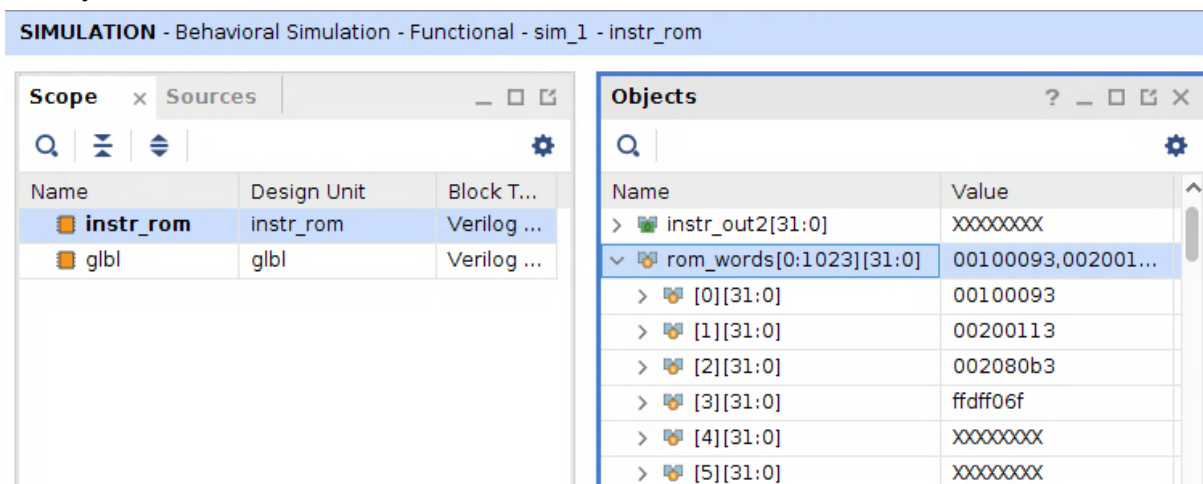 SIMULATION - Behavioral Simulation - Functional - sim_1 - instr_rom
Scope x Sources
Name Design Unit Block T...
instr_rom instr_rom Verilog ...
glbl glbl Verilog ...
Objects ?
Name Value
instr_out2[31:0] XXXXXXXX
rom_words[0:1023][31:0] 00100093,002001...
[0][31:0] 00100093
[1][31:0] 00200113
[2][31:0] 002080b3
[3][31:0] ffdff06f
[4][31:0] XXXXXXXX
[5][31:0] XXXXXXXX